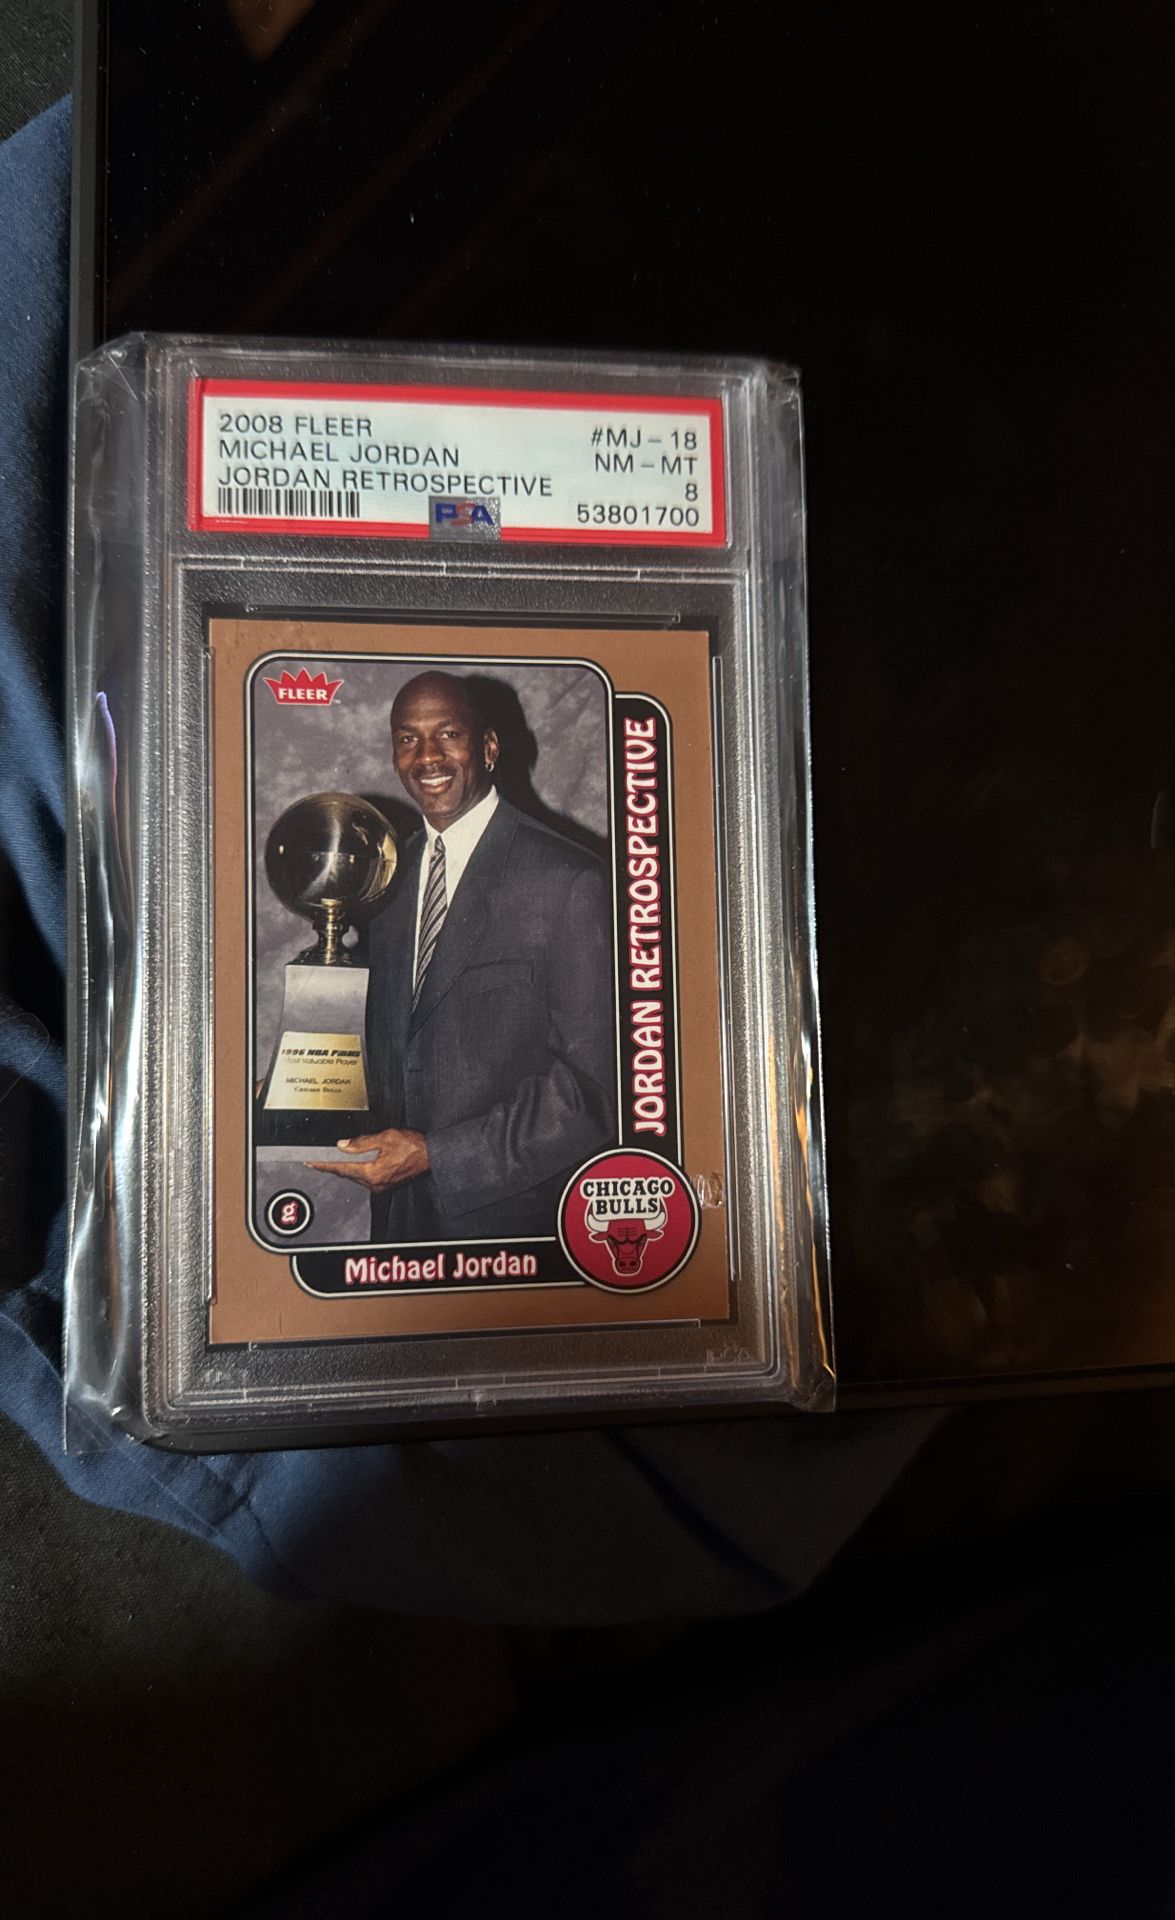 2008 FLEER #MJ-18
MICHAEL JORDAN NM-MT
JORDAN RETROSPECTIVE 8
PSA 53801700
FLEER
JORDAN RETROSPECTIVE
1996 NBA Finals
Most Valuable Player
MICHAEL JORDAN
CHICAGO BULLS
CHICAGO
BULLS
g
Michael Jordan
PSA